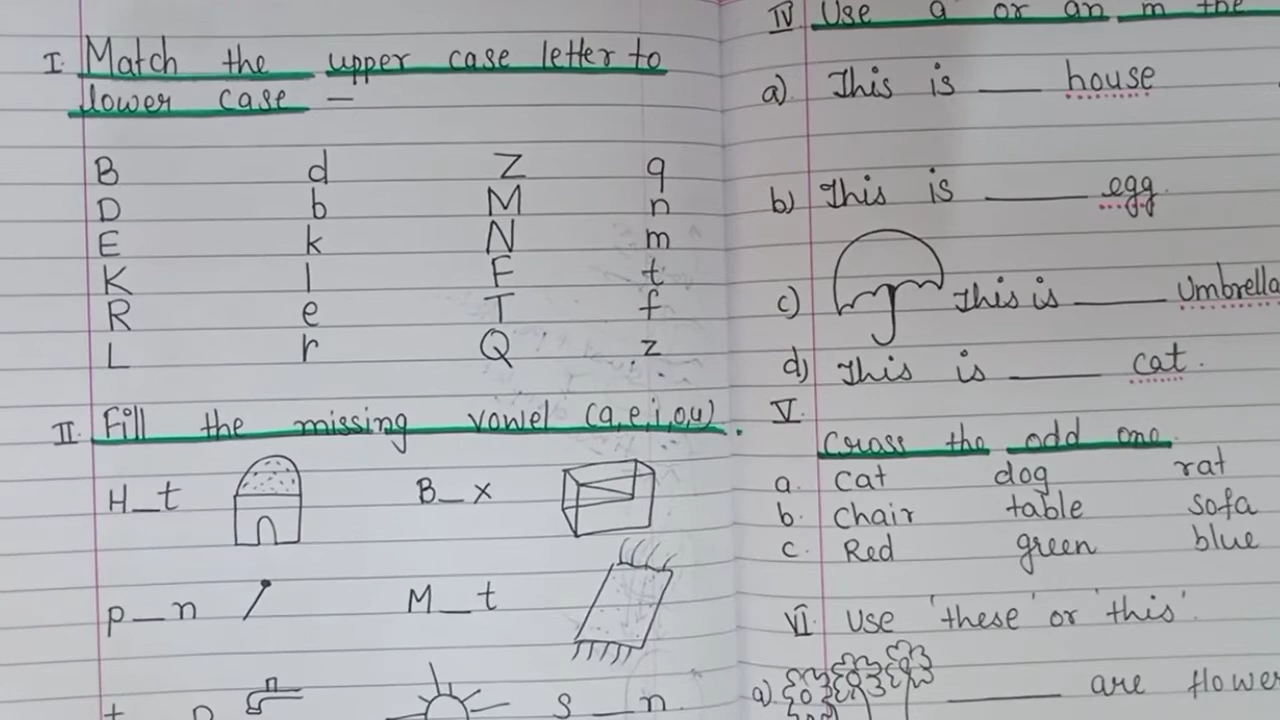 I. Match the upper case letter to
lower case –
B d Z q
D b M n
E k N m
K l F t
R e T f
L r Q z
II. Fill the missing vowel (a,e,i,o,u).
H_t B_x
p_n M_t
t_p s_n
IV Use a or an in the
a) This is ___ house
b) This is ___ egg.
c) This is ___ Umbrella
d) This is ___ cat.
V.
Cross the odd one.
a. Cat dog rat
b. Chair table sofa
c. Red green blue
VI Use 'these' or 'this'.
a) ___ are flower